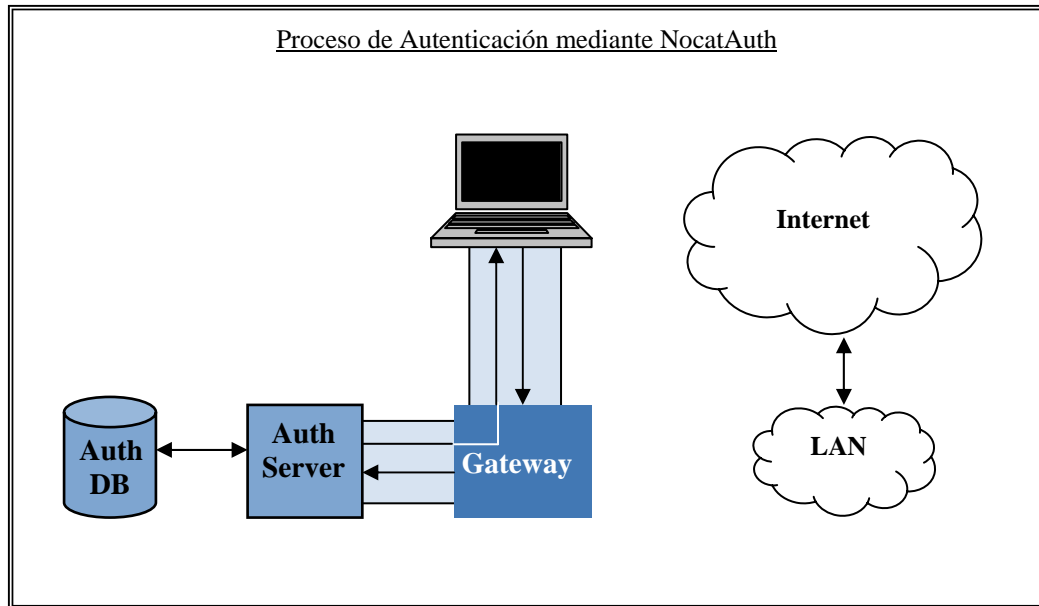 Proceso de Autenticación mediante NocatAuth
Internet
Auth
DB
Auth
Server
Gateway
LAN